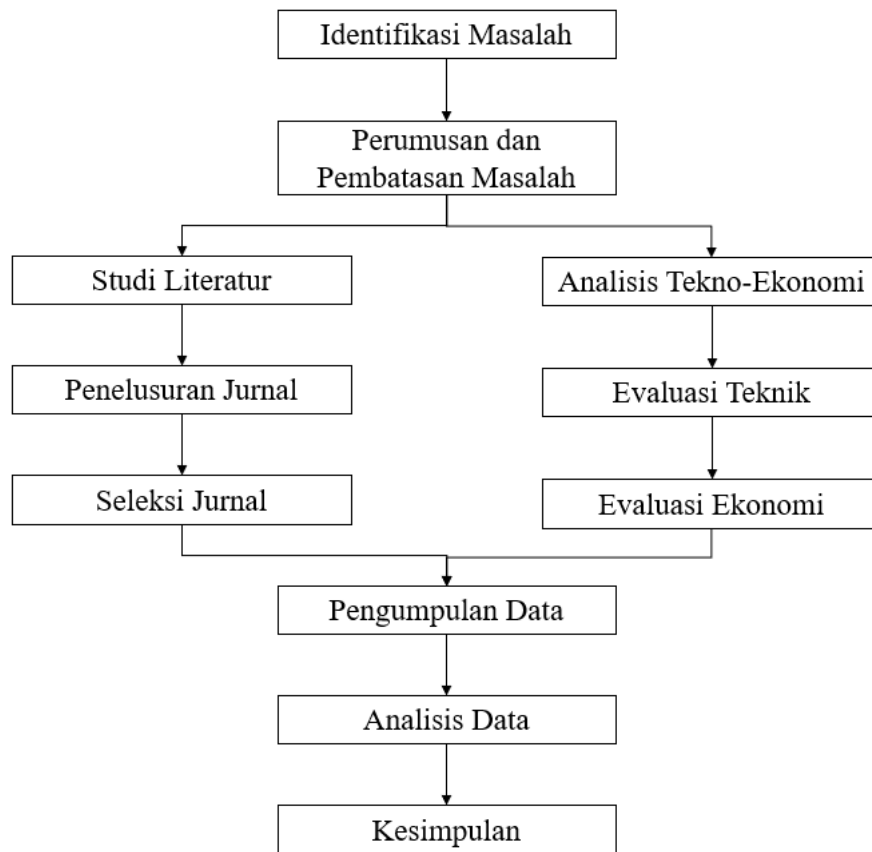 Identifikasi Masalah
Perumusan dan
Pembatasan Masalah
Studi Literatur
Penelusuran Jurnal
Seleksi Jurnal
Analisis Tekno-Ekonomi
Evaluasi Teknik
Evaluasi Ekonomi
Pengumpulan Data
Analisis Data
Kesimpulan